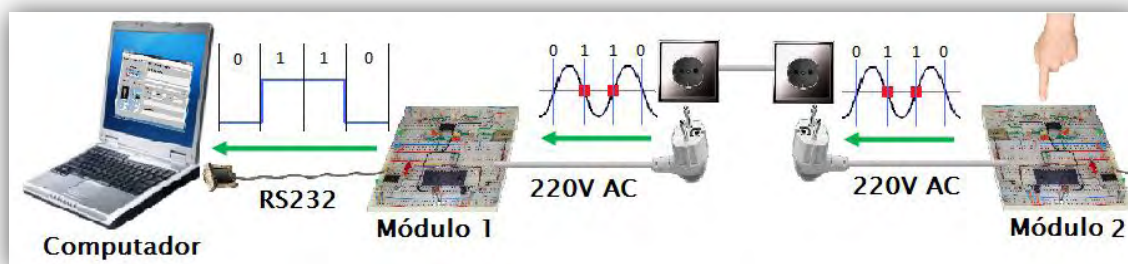 0 1 1 0
0 1 1 0
0 1 1 0
RS232
220V AC
220V AC
Computador
Módulo 1
Módulo 2